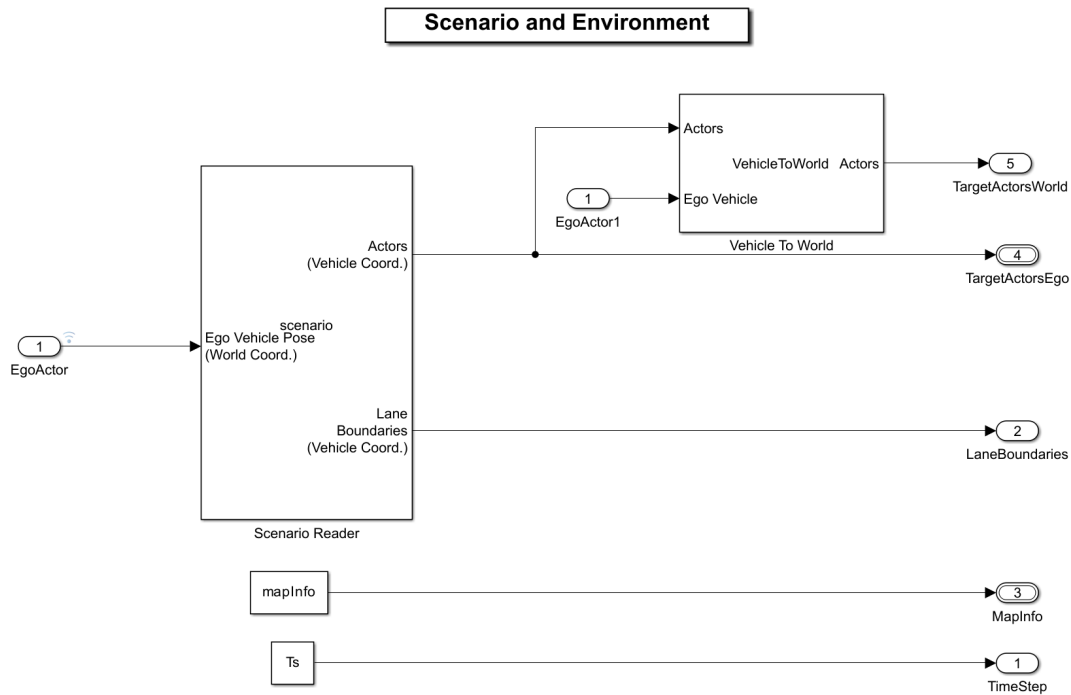 Scenario and Environment
Actors
VehicleToWorld Actors
5
TargetActorsWorld
1
Ego Vehicle
EgoActor1
Vehicle To World
Actors
(Vehicle Coord.)
4
TargetActorsEgo
scenario
1
Ego Vehicle Pose
(World Coord.)
EgoActor
Lane
Boundaries
(Vehicle Coord.)
2
LaneBoundaries
Scenario Reader
mapInfo
3
MapInfo
Ts
1
TimeStep